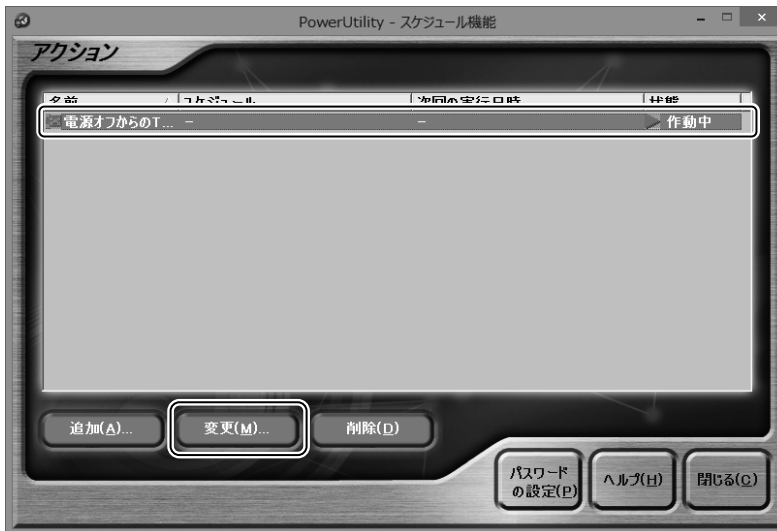 PowerUtility - スケジュール機能
アクション
名前 スケジュール 次回の実行日時 状態
電源オフからのT... - - 作動中
追加(A)... 変更(M)... 削除(D)
パスワード
の設定(P) ヘルプ(H) 閉じる(C)